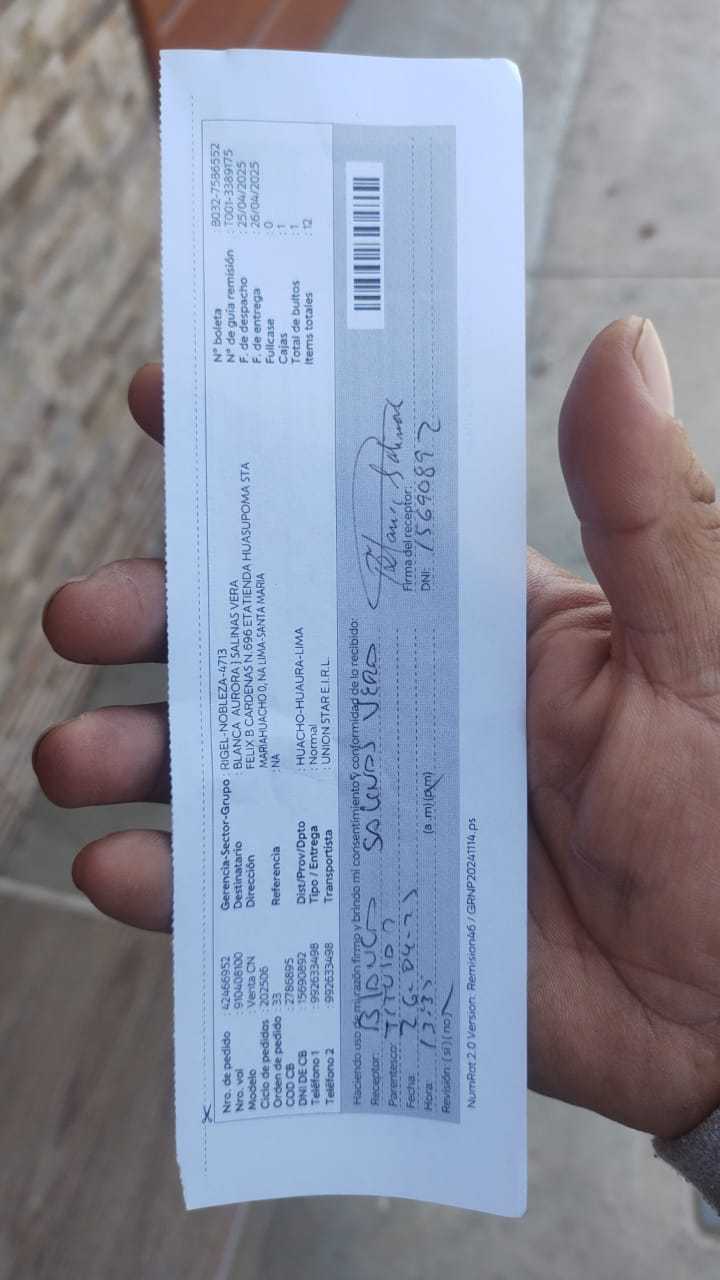 Nro. de pedido : 42466952
Nro. vol : 910408100
Modelo : Venta CN
Ciclo de pedidos : 202506
Orden de pedido : 33
COD CB : 2786895
DNI DE CB : 15690892
Teléfono 1 : 992633498
Teléfono 2 : 992633498
Gerencia-Sector-Grupo : RIGEL-NOBLEZA-4713
Destinatario : BLANCA AURORA J SALINAS VERA
Dirección : FELIX B CARDENAS N.696 ETATIENDA HUASUPOMA STA
MARIAHUACHO 0, NA LIMA-SANTA MARIA
Referencia : NA
Dist/Prov/Dpto : HUACHO-HUAURA-LIMA
Tipo / Entrega : Normal
Transportista : UNION STAR E.I.R.L.
N° boleta : B032-7586552
N° de guía remisión : T001-3389175
F. de despacho : 25/04/2025
F. de entrega : 26/04/2025
Fullcase : 0
Cajas : 1
Total de bultos : 1
Items totales : 12
Haciendo uso de mi razón firmo y brindo mi consentimiento y conformidad de lo recibido:
Receptor: Blanca Salinas Vera
Parentesco: Titular
Fecha: 26-04-25
Hora: 13:35 (a.m) (p.m)
Revisión: (si) (no)
Firma del receptor:
DNI: 15690892
NumRot 2.0 Version: Remision46 / GRNP20241114.ps